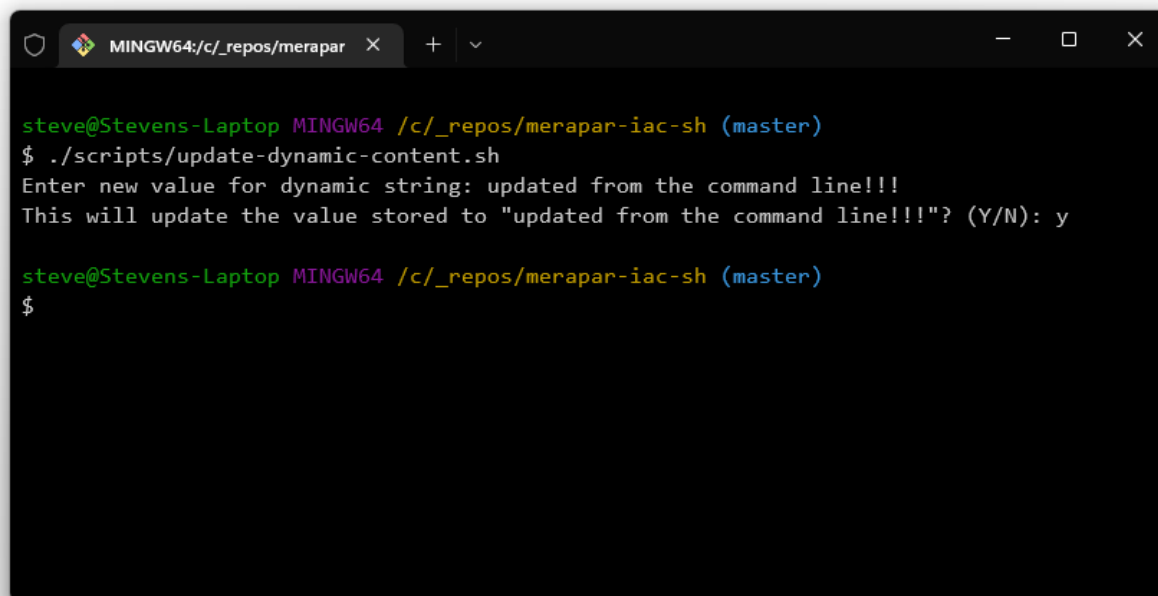 MINGW64:/c/_repos/merapar
steve@Stevens-Laptop MINGW64 /c/_repos/merapar-iac-sh (master)
$ ./scripts/update-dynamic-content.sh
Enter new value for dynamic string: updated from the command line!!!
This will update the value stored to "updated from the command line!!!"? (Y/N): y
steve@Stevens-Laptop MINGW64 /c/_repos/merapar-iac-sh (master)
$